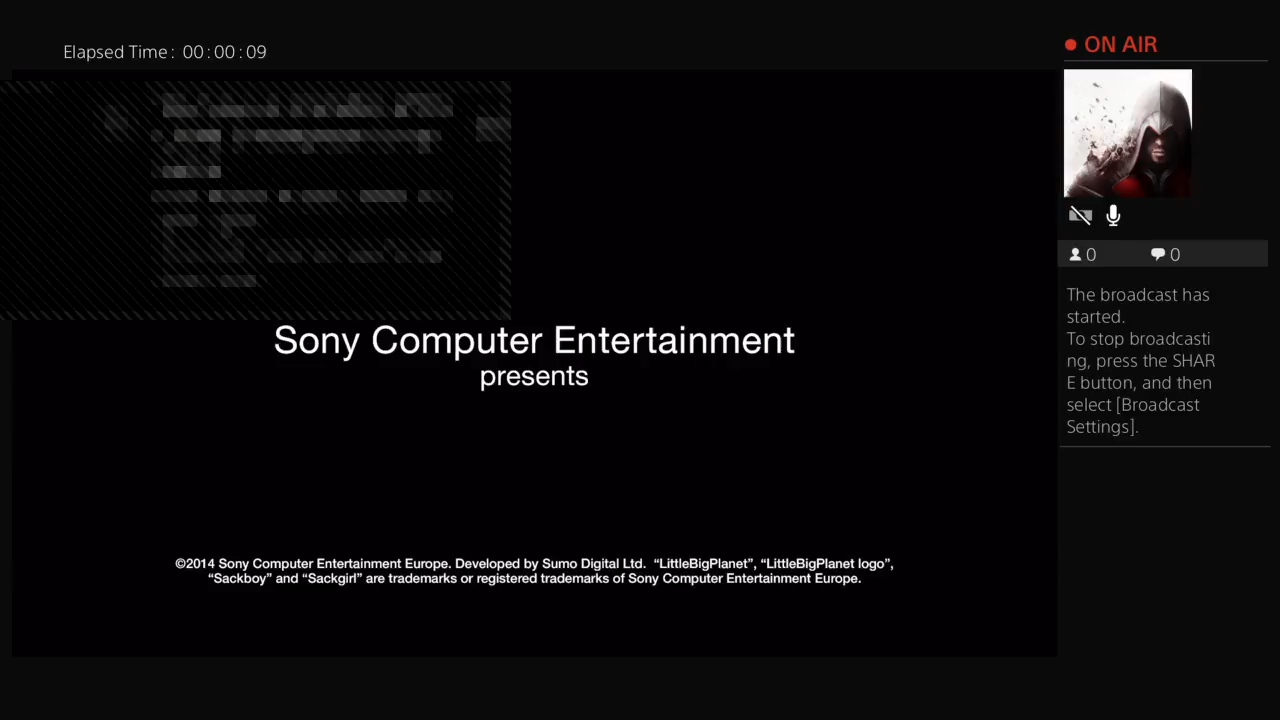 Elapsed Time: 00:00:09
ON AIR
0 0
The broadcast has
started.
To stop broadcasti
ng, press the SHAR
E button, and then
select [Broadcast
Settings].
Sony Computer Entertainment
presents
©2014 Sony Computer Entertainment Europe. Developed by Sumo Digital Ltd. “LittleBigPlanet”, “LittleBigPlanet logo”,
“Sackboy” and “Sackgirl” are trademarks or registered trademarks of Sony Computer Entertainment Europe.